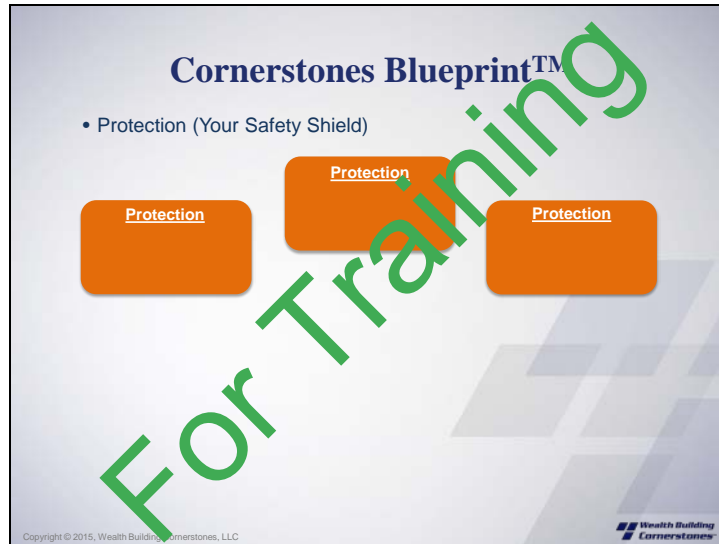 Cornerstones Blueprint™
• Protection (Your Safety Shield)
Protection
Protection
Protection
For Training
Copyright © 2015, Wealth Building Cornerstones, LLC
Wealth Building
Cornerstones